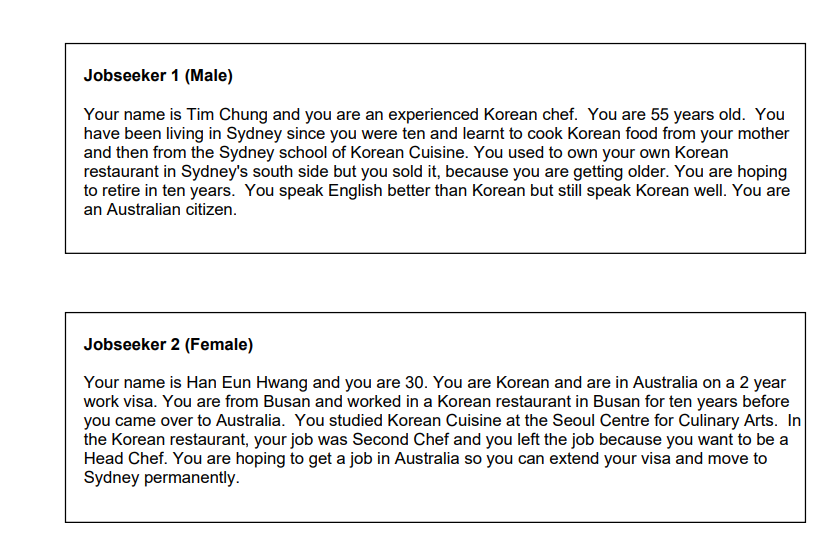 Jobseeker 1 (Male)
Your name is Tim Chung and you are an experienced Korean chef.  You are 55 years old.  You
have been living in Sydney since you were ten and learnt to cook Korean food from your mother
and then from the Sydney school of Korean Cuisine. You used to own your own Korean
restaurant in Sydney's south side but you sold it, because you are getting older. You are hoping
to retire in ten years.  You speak English better than Korean but still speak Korean well. You are
an Australian citizen.
Jobseeker 2 (Female)
Your name is Han Eun Hwang and you are 30. You are Korean and are in Australia on a 2 year
work visa. You are from Busan and worked in a Korean restaurant in Busan for ten years before
you came over to Australia.  You studied Korean Cuisine at the Seoul Centre for Culinary Arts.  In
the Korean restaurant, your job was Second Chef and you left the job because you want to be a
Head Chef. You are hoping to get a job in Australia so you can extend your visa and move to
Sydney permanently.